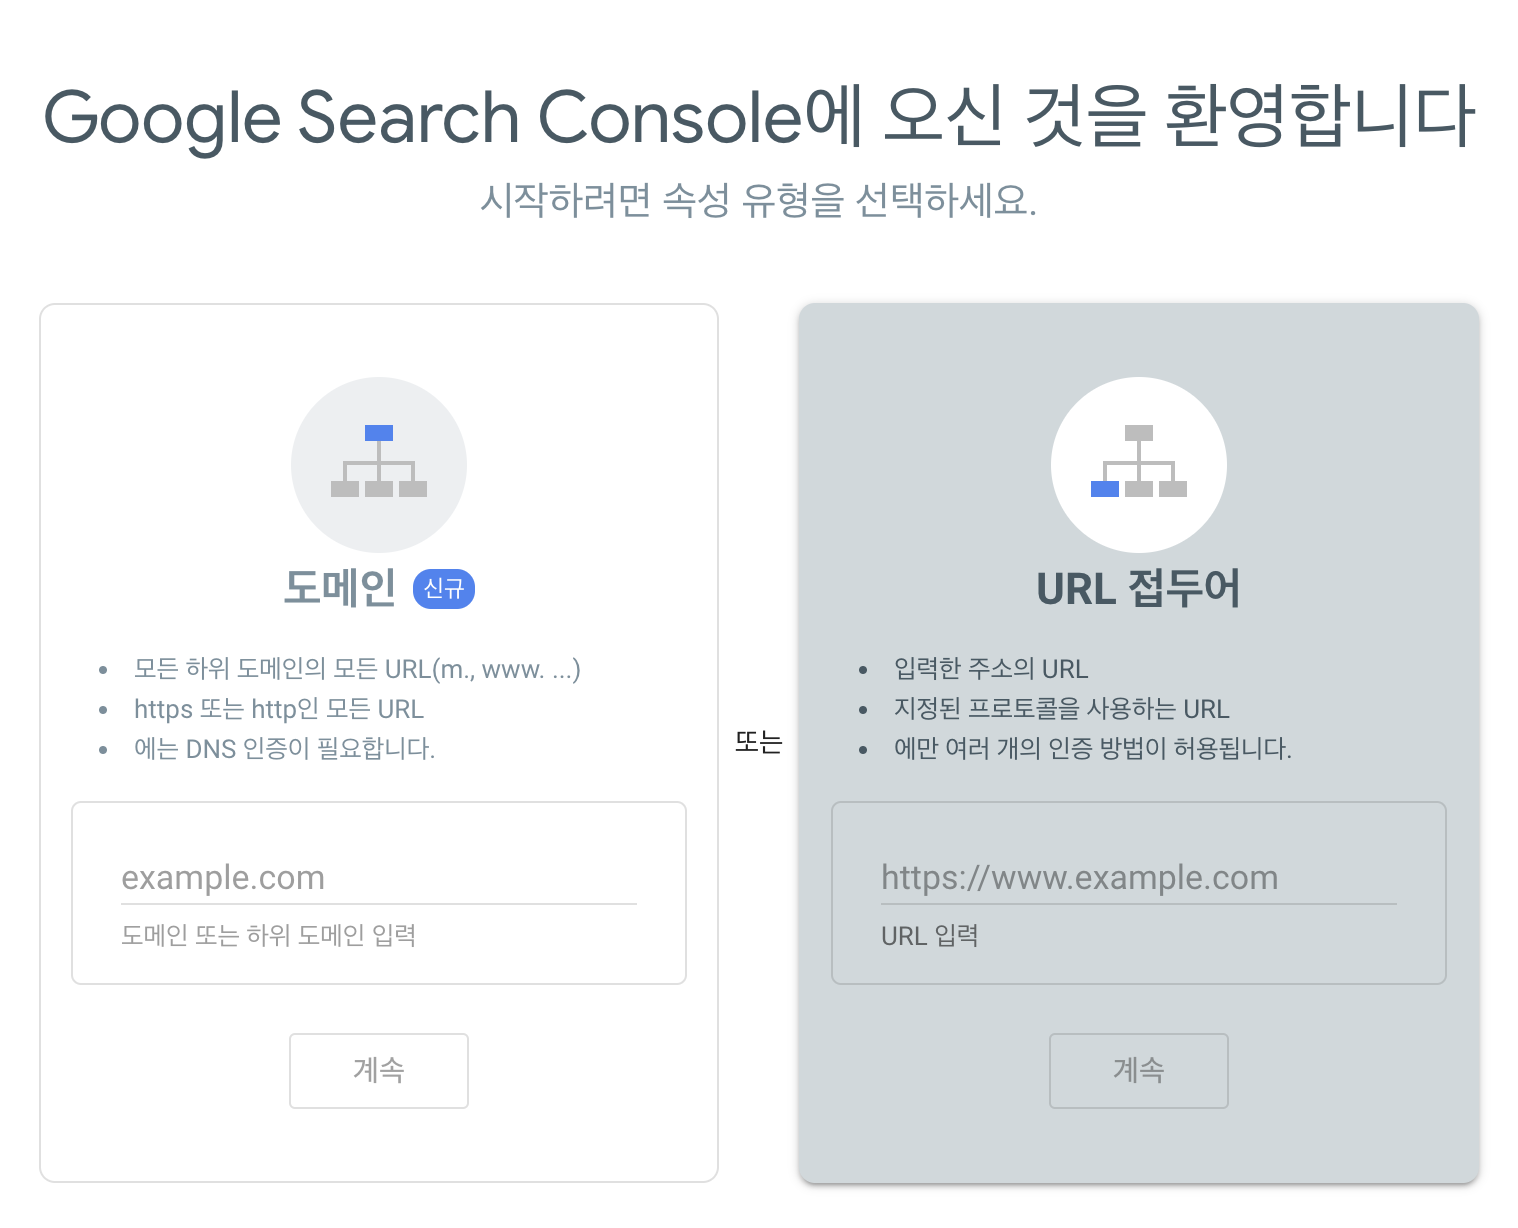 Google Search Console에 오신 것을 환영합니다
시작하려면 속성 유형을 선택하세요.
도메인 신규
모든 하위 도메인의 모든 URL(m., www. ...)
https 또는 http인 모든 URL
에는 DNS 인증이 필요합니다.
example.com
도메인 또는 하위 도메인 입력
계속
또는
URL 접두어
입력한 주소의 URL
지정된 프로토콜을 사용하는 URL
에만 여러 개의 인증 방법이 허용됩니다.
https://www.example.com
URL 입력
계속